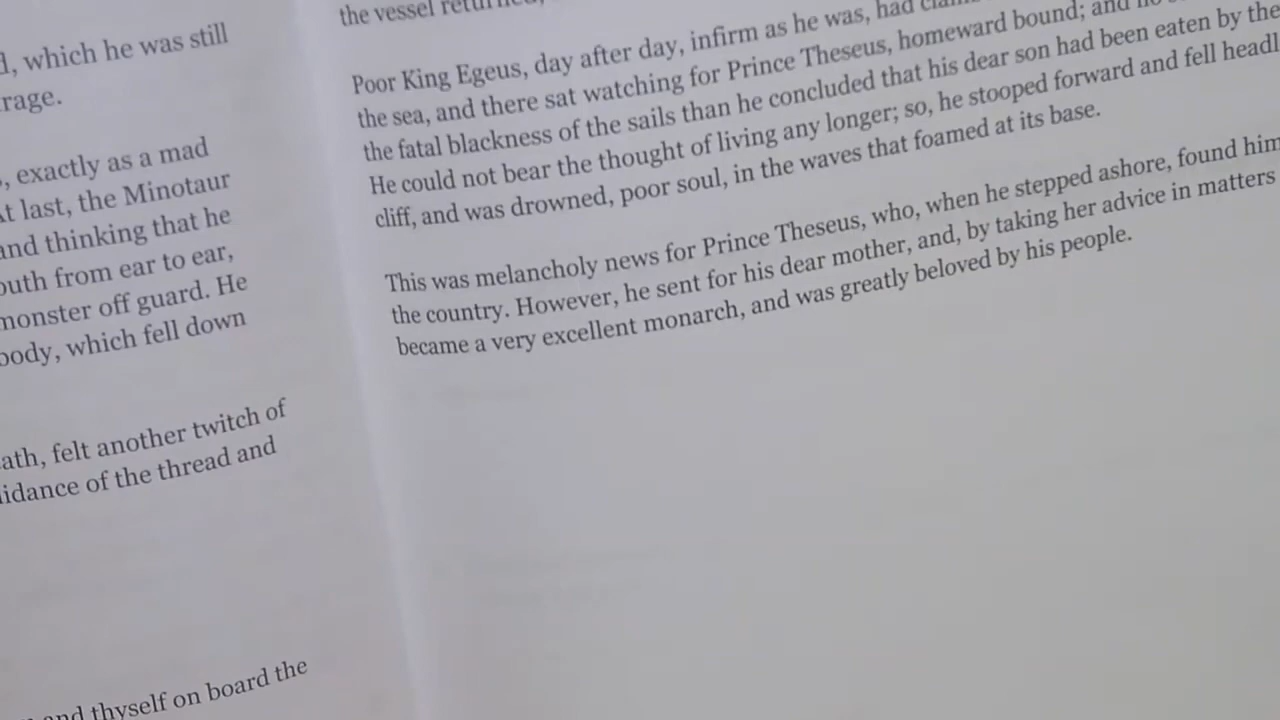 d, which he was still
rage.
, exactly as a mad
At last, the Minotaur
and thinking that he
outh from ear to ear,
monster off guard. He
body, which fell down
ath, felt another twitch of
idance of the thread and
and thyself on board the
the vessel returned,
Poor King Egeus, day after day, infirm as he was, had
the sea, and there sat watching for Prince Theseus, homeward bound; and no
the fatal blackness of the sails than he concluded that his dear son had been eaten by the
He could not bear the thought of living any longer; so, he stooped forward and fell headl
cliff, and was drowned, poor soul, in the waves that foamed at its base.
This was melancholy news for Prince Theseus, who, when he stepped ashore, found him
the country. However, he sent for his dear mother, and, by taking her advice in matters
became a very excellent monarch, and was greatly beloved by his people.